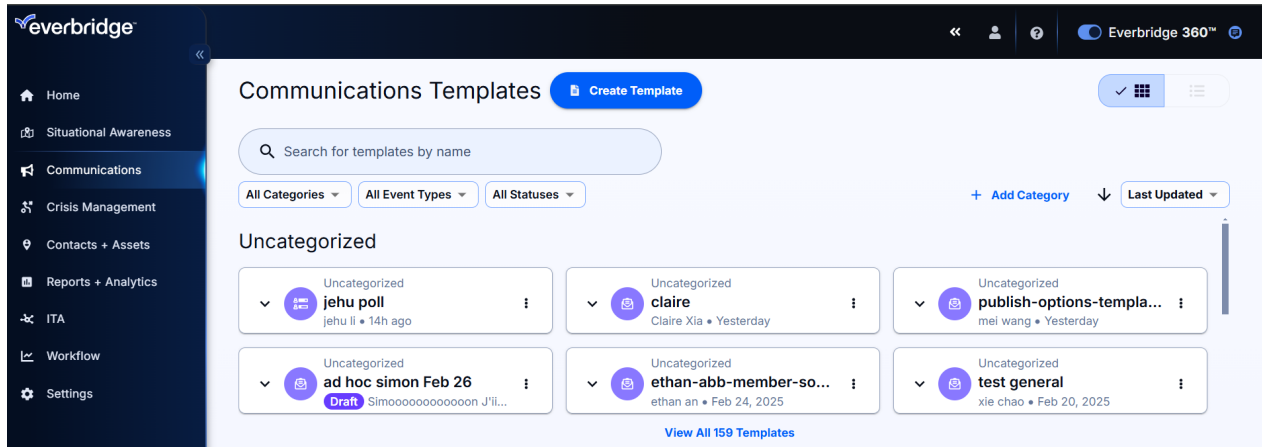 everbridge™
Everbridge 360™
Home
Situational Awareness
Communications
Crisis Management
Contacts + Assets
Reports + Analytics
ITA
Workflow
Settings
Communications Templates
Create Template
Search for templates by name
All Categories
All Event Types
All Statuses
+ Add Category
Last Updated
Uncategorized
Uncategorized
jehu poll
jehu li • 14h ago
Uncategorized
claire
Claire Xia • Yesterday
Uncategorized
publish-options-templa...
mei wang • Yesterday
Uncategorized
ad hoc simon Feb 26
Draft Simoooooooooooon J'ii...
Uncategorized
ethan-abb-member-so...
ethan an • Feb 24, 2025
Uncategorized
test general
xie chao • Feb 20, 2025
View All 159 Templates